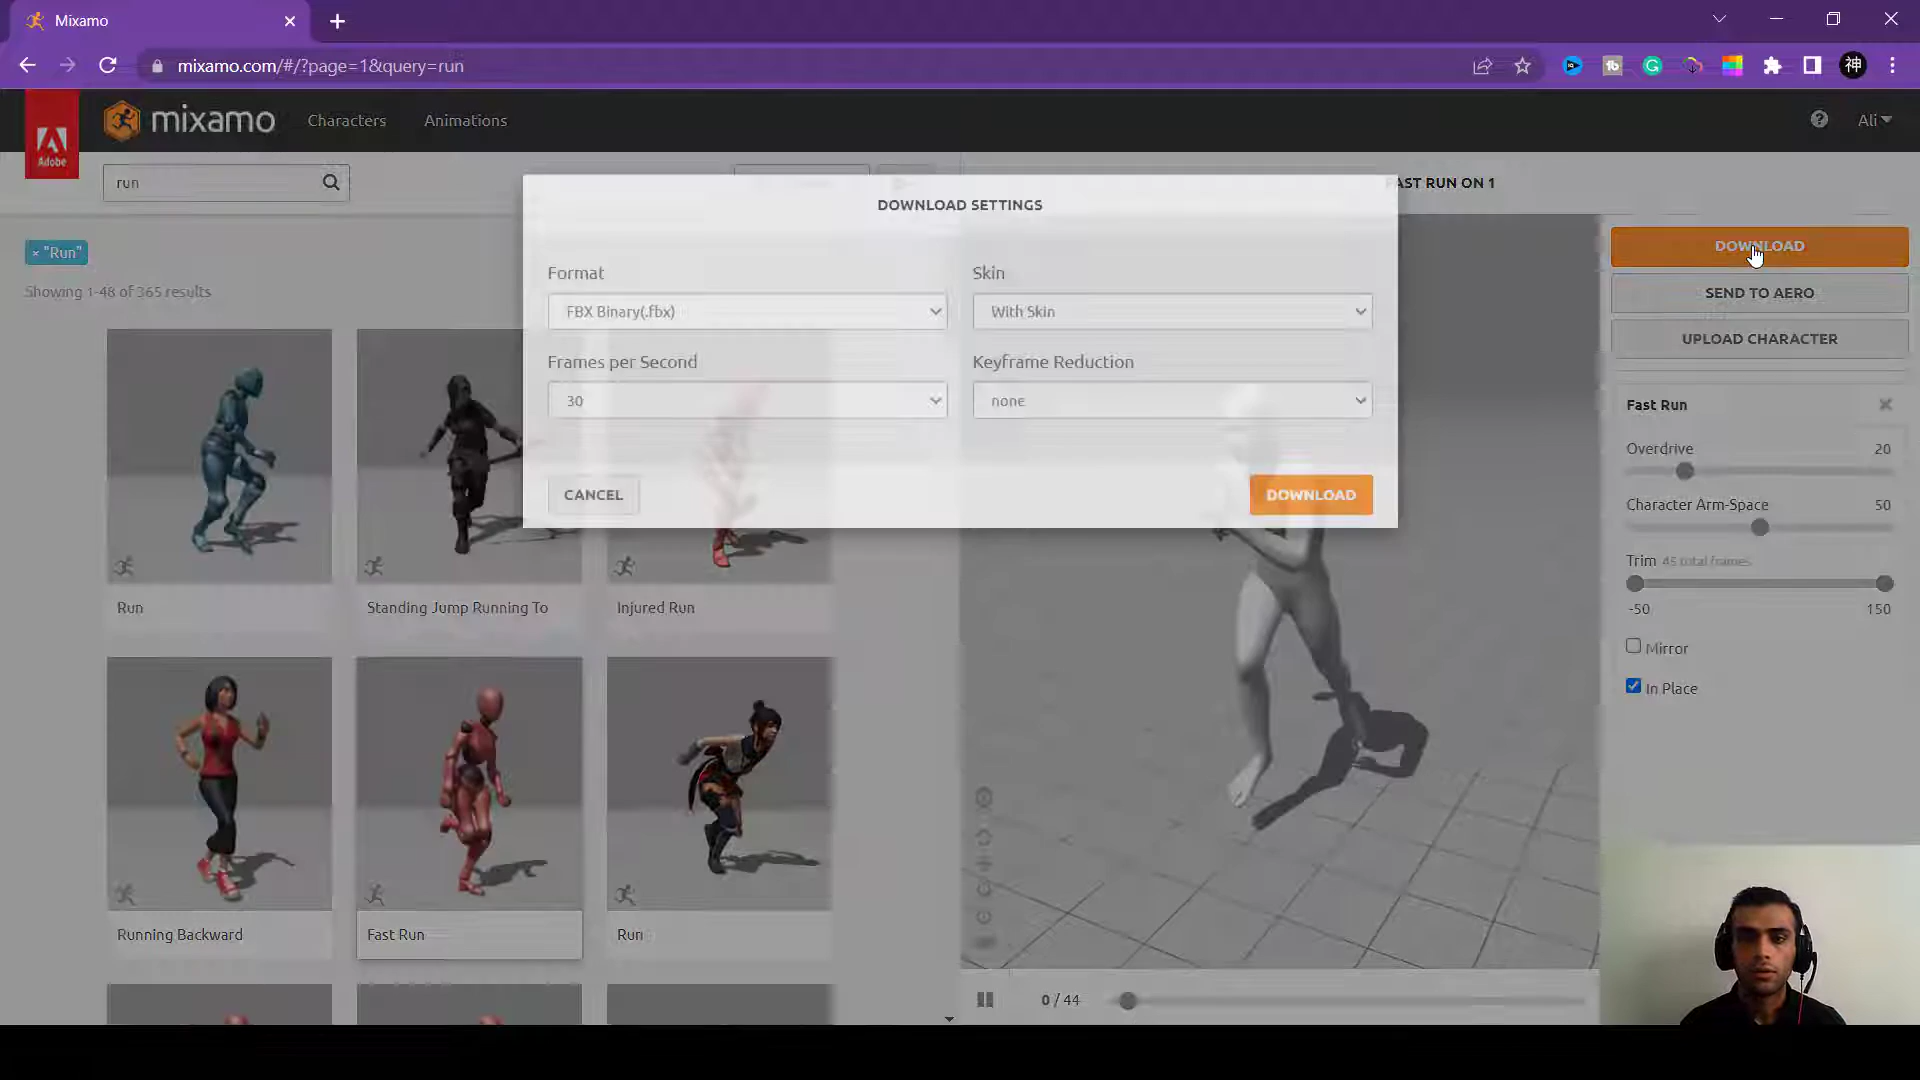 Mixamo
mixamo.com/#/?page=1&query=run
神
Adobe
mixamo
Characters
Animations
Ali
run
AST RUN ON 1
DOWNLOAD SETTINGS
× "Run"
Showing 1-48 of 365 results
Format
Skin
FBX Binary(.fbx)
With Skin
Frames per Second
Keyframe Reduction
30
none
CANCEL
DOWNLOAD
DOWNLOAD
SEND TO AERO
UPLOAD CHARACTER
Fast Run
Overdrive 20
Character Arm-Space 50
Trim 45 total frames
-50 150
Mirror
In Place
Run
Standing Jump Running To
Injured Run
Running Backward
Fast Run
Run
0 / 44